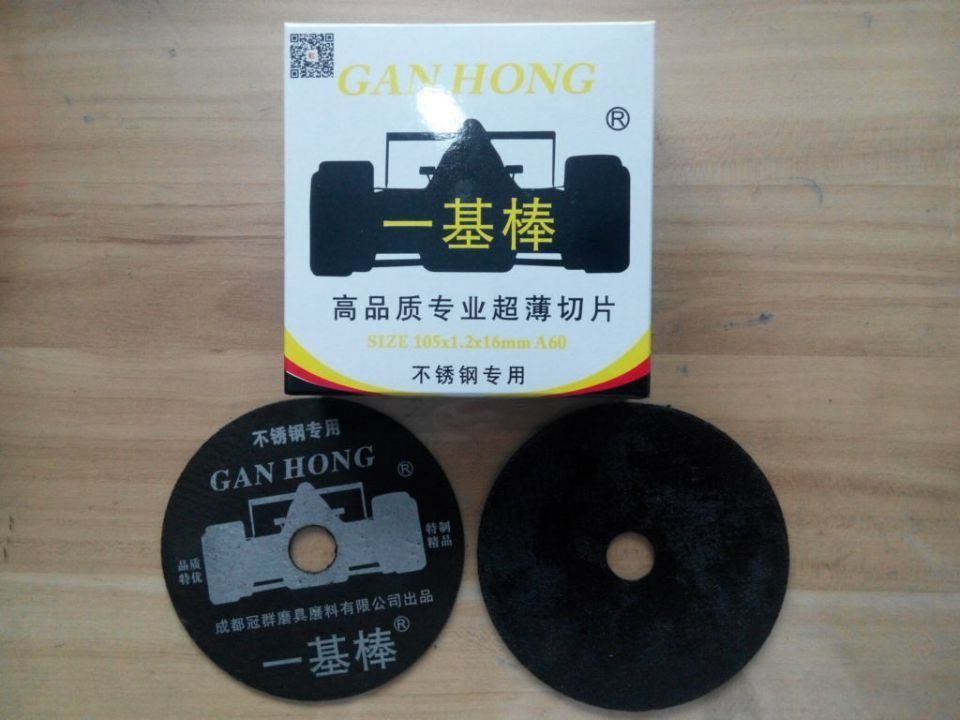 GAN HONG
®
一基棒
高品质专业超薄切片
SIZE 105x1.2x16mm A60
不锈钢专用
不锈钢专用
GAN HONG
®
品质
特优
特制
精品
成都冠群磨具磨料有限公司出品
一基棒®